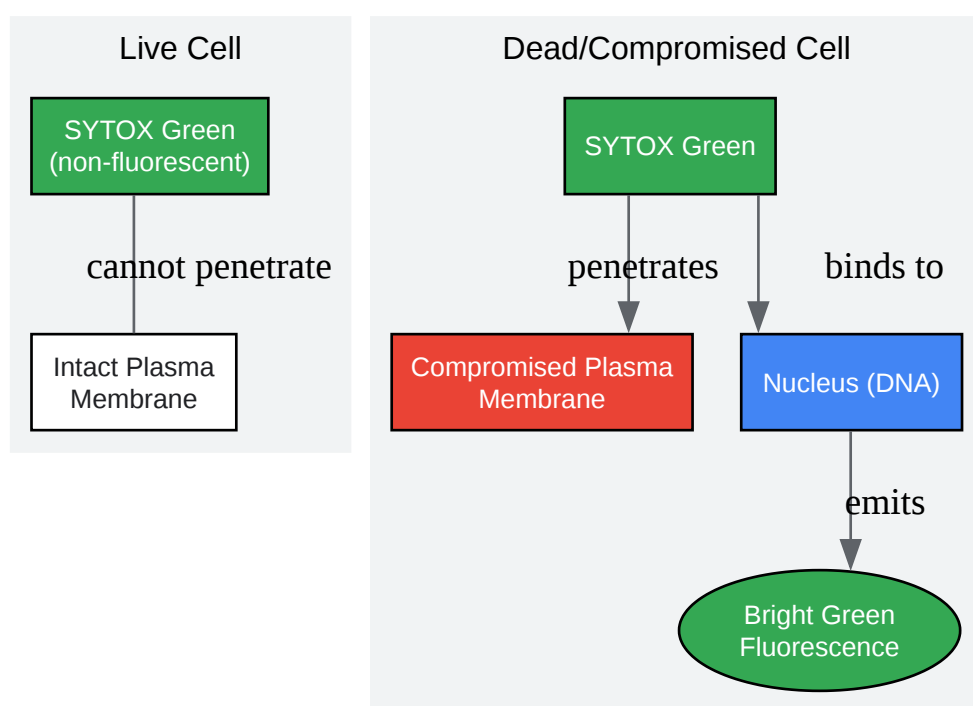 Live Cell
SYTOX Green
(non-fluorescent)
cannot penetrate
Intact Plasma
Membrane
Dead/Compromised Cell
SYTOX Green
penetrates
binds to
Compromised Plasma
Membrane
Nucleus (DNA)
emits
Bright Green
Fluorescence